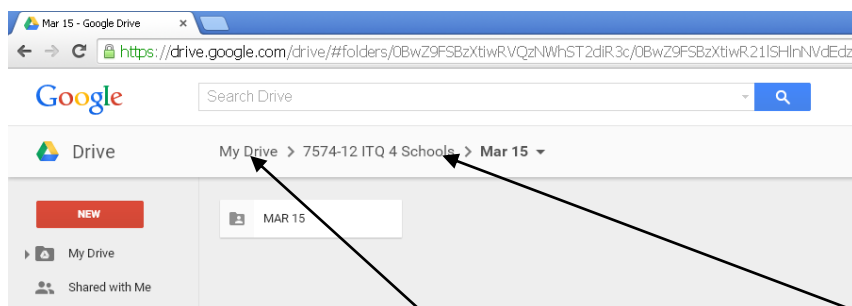 Mar 15 - Google Drive ×
https://drive.google.com/drive/#folders/0BwZ9FSBzXtiwRVQzNWhST2diR3c/0BwZ9FSBzXtiwR21lSHlnNVdEdz
Google
Search Drive
Drive
My Drive > 7574-12 ITQ 4 Schools > Mar 15
NEW
MAR 15
My Drive
Shared with Me